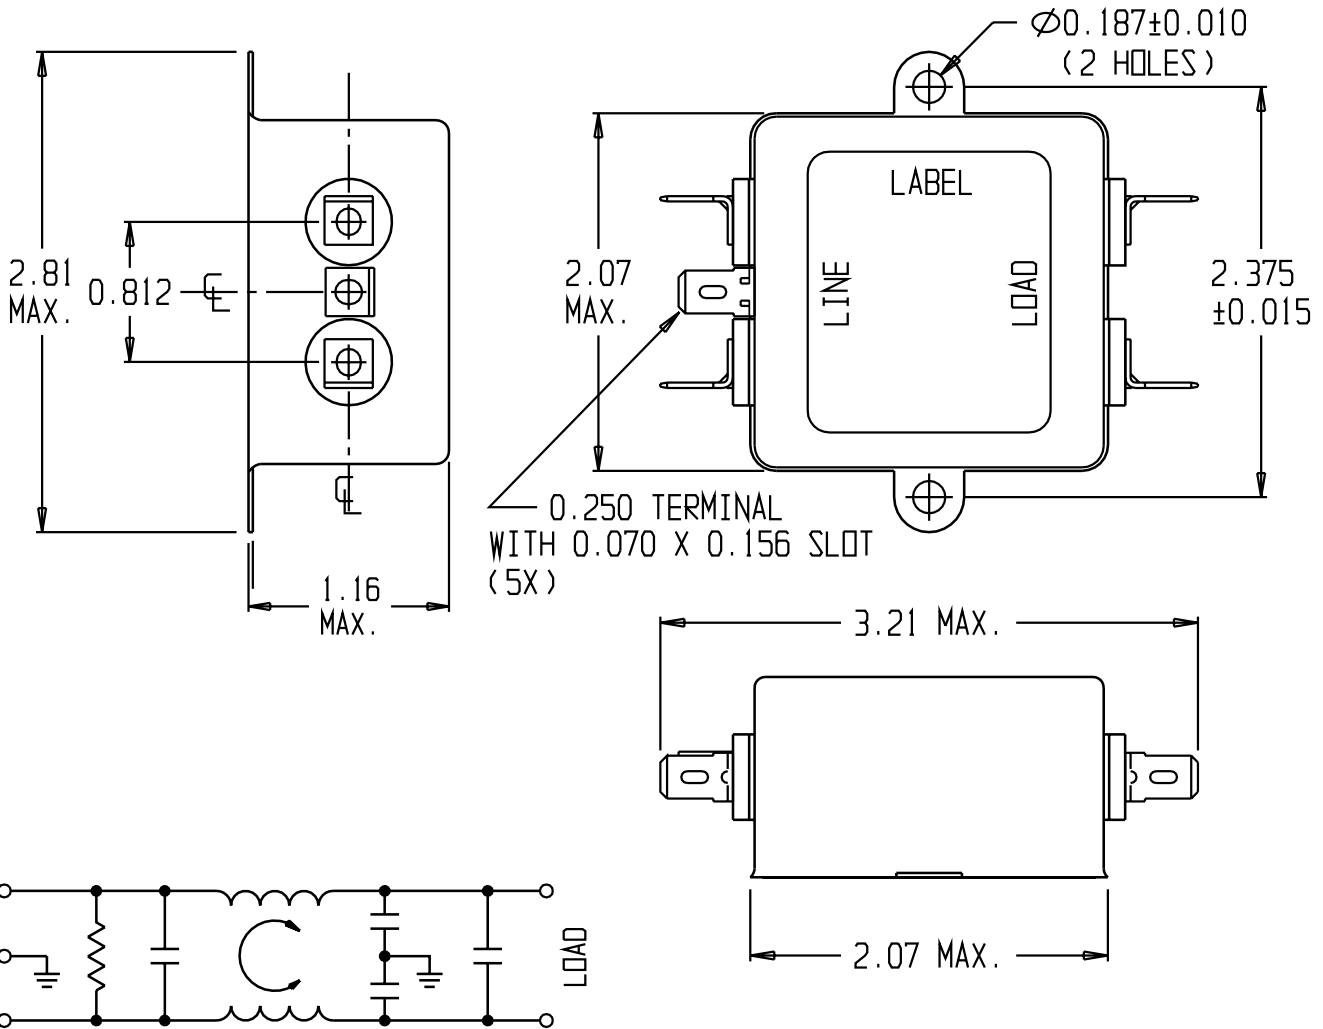 Ø0.187±0.010
(2 HOLES)
LABEL
LINE
LOAD
2.81
MAX.
0.812
℄
2.07
MAX.
2.375
±0.015
℄
0.250 TERMINAL
WITH 0.070 X 0.156 SLOT
(5X)
1.16
MAX.
3.21 MAX.
LOAD
2.07 MAX.